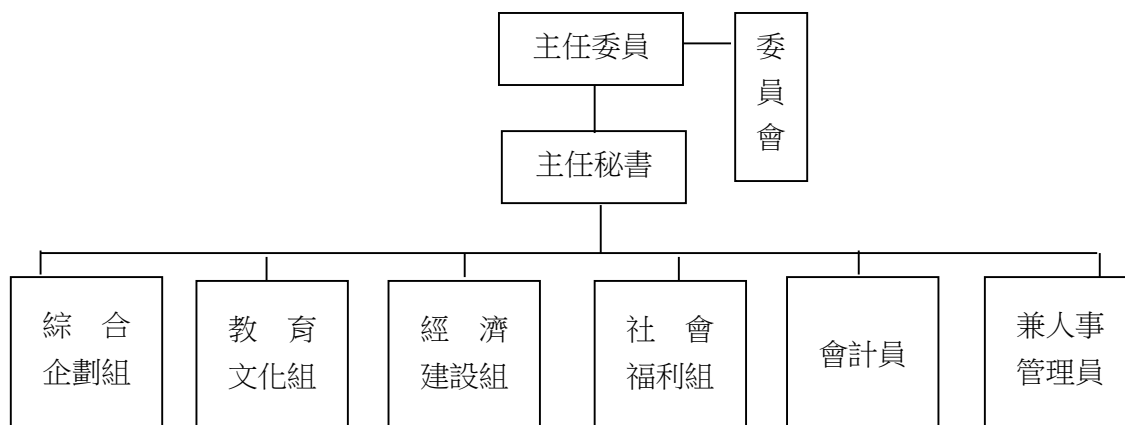 主任委員
委員會
主任秘書
綜　合
企劃組
教　育
文化組
經　濟
建設組
社　會
福利組
會計員
兼人事
管理員